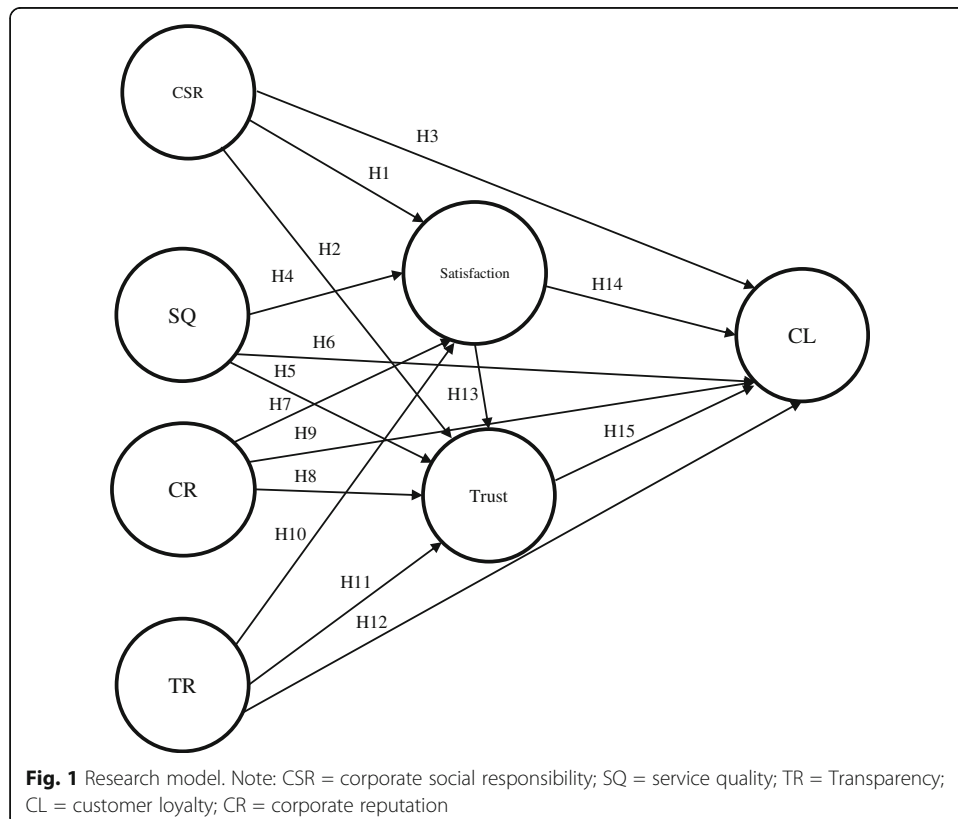 CSR
H3
H1
H2
Satisfaction
H4
H14
SQ
CL
H6
H5
H7
H13
H9
H15
CR
H8
Trust
H10
H11
H12
TR
Fig. 1 Research model. Note: CSR = corporate social responsibility; SQ = service quality; TR = Transparency;
CL = customer loyalty; CR = corporate reputation